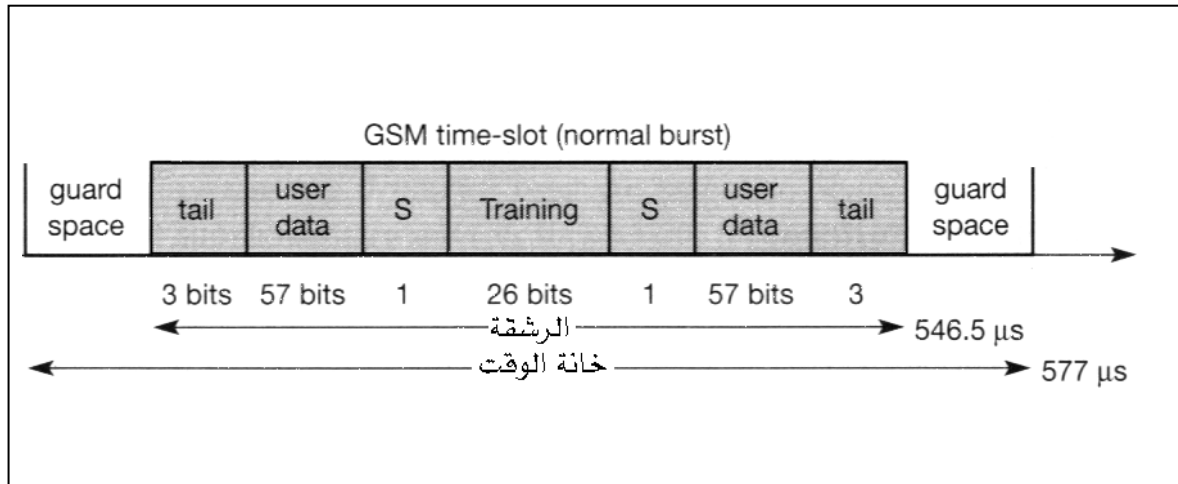 GSM time-slot (normal burst)
guard space
tail
user data
S
Training
S
user data
tail
guard space
3 bits 57 bits 1 26 bits 1 57 bits 3
الرشقة
546.5 µs
خانة الوقت
577 µs